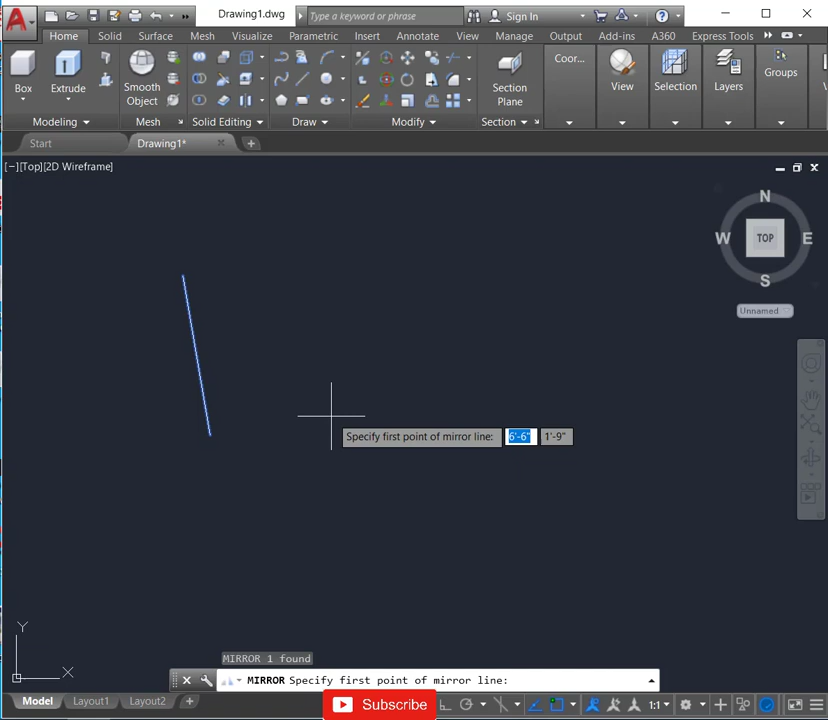 Drawing1.dwg
Type a keyword or phrase
Sign In
Home Solid Surface Mesh Visualize Parametric Insert Annotate View Manage Output Add-ins A360 Express Tools
Box
Extrude
Smooth
Object
Section
Plane
Coor...
View
Selection
Layers
Groups
Modeling
Mesh
Solid Editing
Draw
Modify
Section
Start
Drawing1*
[−][Top][2D Wireframe]
N
W
TOP
E
S
Unnamed
Specify first point of mirror line: 6'-6" 1'-9"
Y
X
MIRROR 1 found
MIRROR Specify first point of mirror line:
Model Layout1 Layout2
Subscribe
1:1